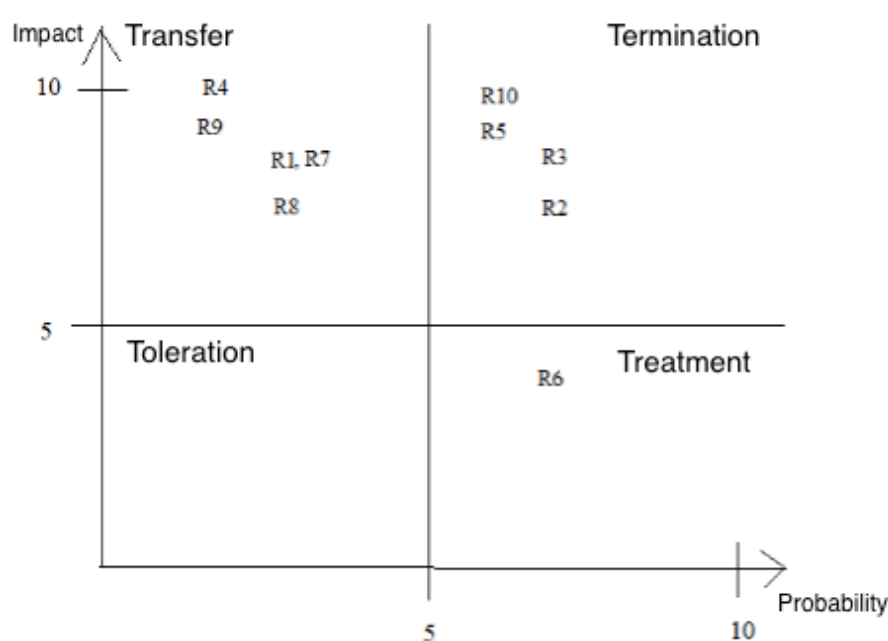 Impact
Transfer
Termination
10
R4
R10
R9
R5
R1, R7
R3
R8
R2
5
Toleration
Treatment
R6
Probability
5
10